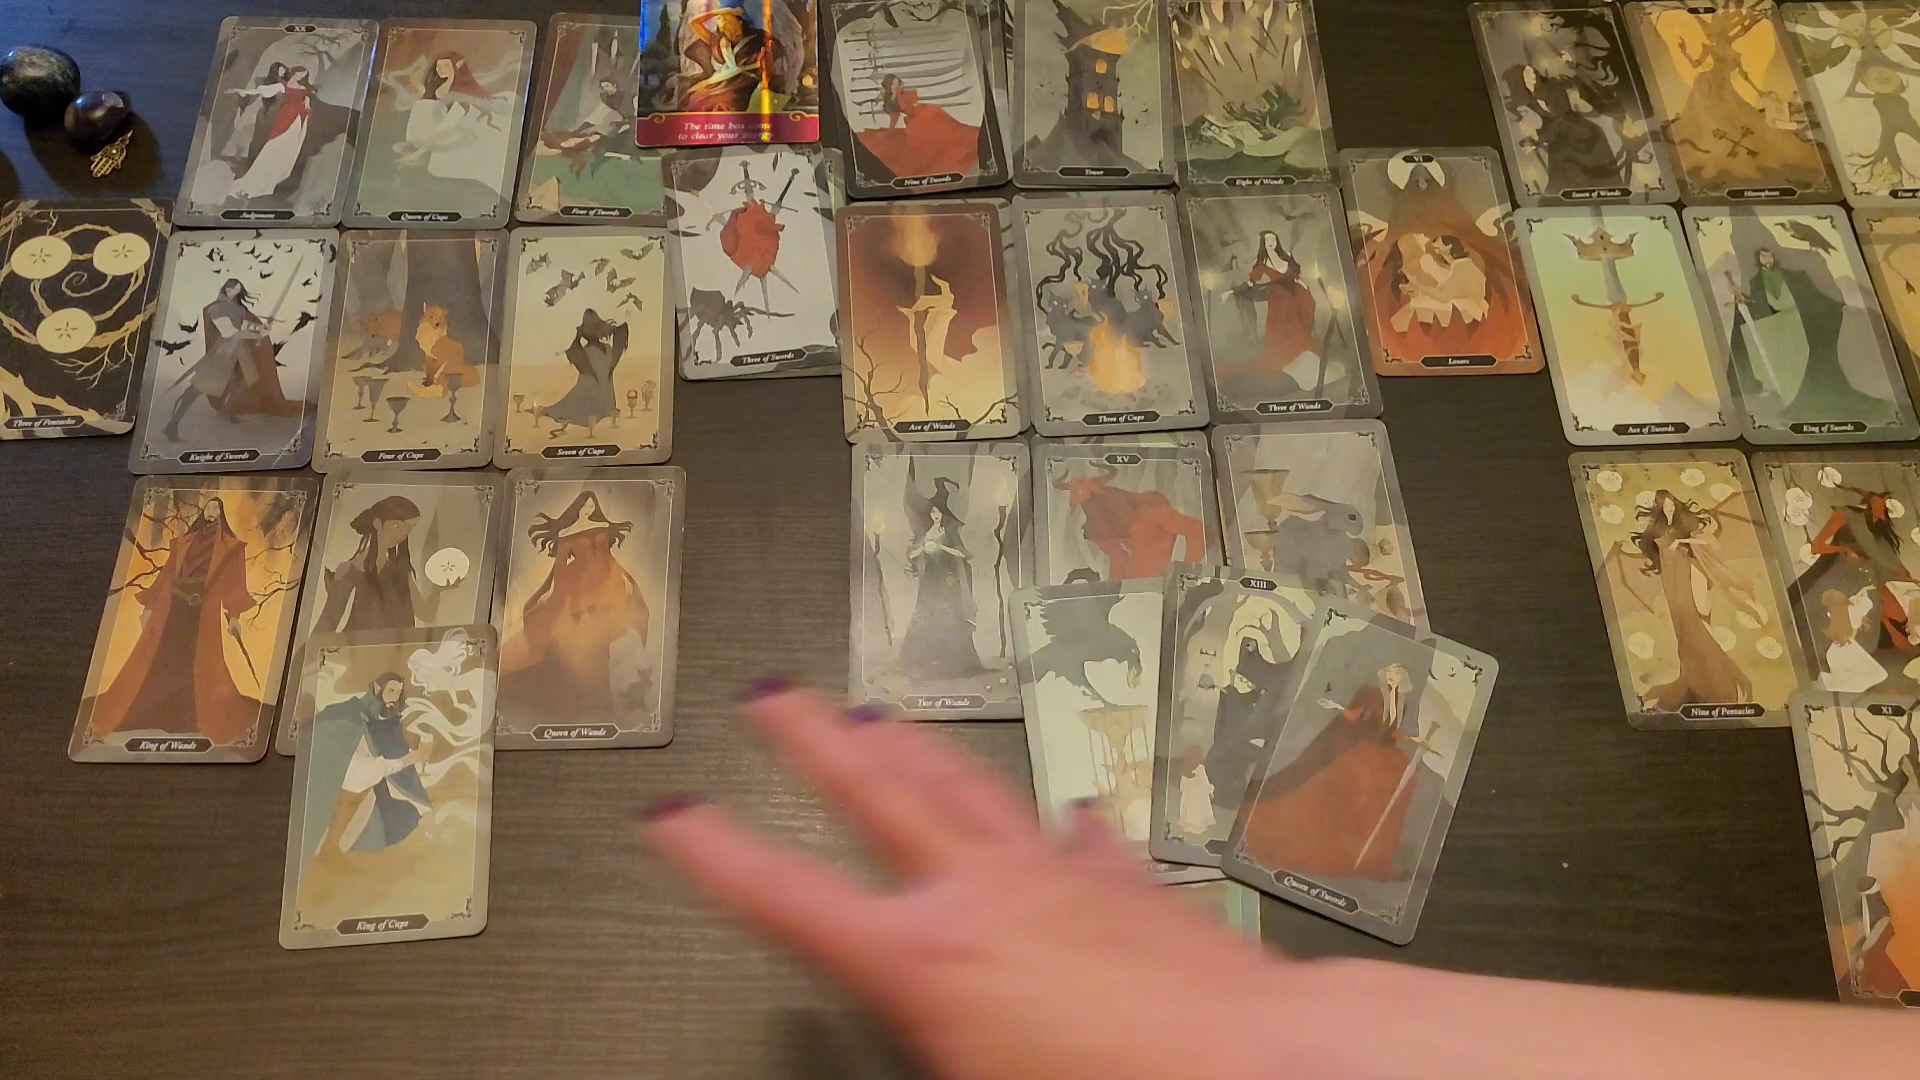 XX
Judgement
Queen of Cups
Four of Swords
The time has come
to clear your energy.
Nine of Swords
Tower
Eight of Wands
Seven of Wands
V
Hierophant
Four of
Three of Pentacles
Knight of Swords
Four of Cups
Seven of Cups
Three of Swords
Ace of Wands
Three of Cups
Three of Wands
VI
Lovers
Ace of Swords
King of Swords
King of Wands
Queen of Wands
King of Cups
Two of Wands
XV
XIII
Queen of Swords
Nine of Pentacles
XI